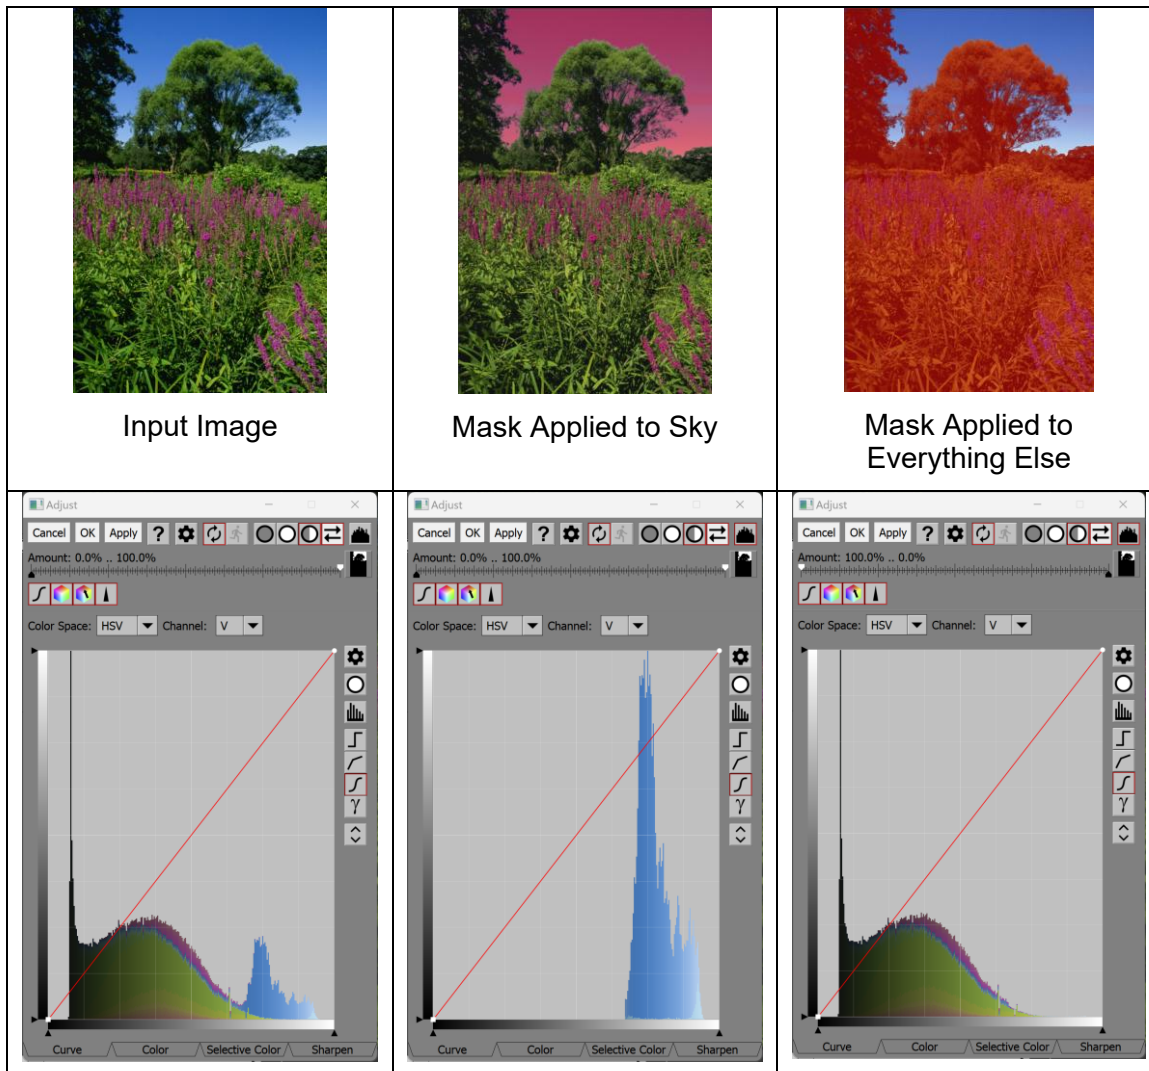 Input Image
Mask Applied to Sky
Mask Applied to
Everything Else
Adjust
Cancel OK Apply ?
Amount: 0.0% .. 100.0%
Color Space: HSV Channel: V
γ
Curve Color Selective Color Sharpen
Adjust
Cancel OK Apply ?
Amount: 0.0% .. 100.0%
Color Space: HSV Channel: V
γ
Curve Color Selective Color Sharpen
Adjust
Cancel OK Apply ?
Amount: 100.0% .. 0.0%
Color Space: HSV Channel: V
γ
Curve Color Selective Color Sharpen